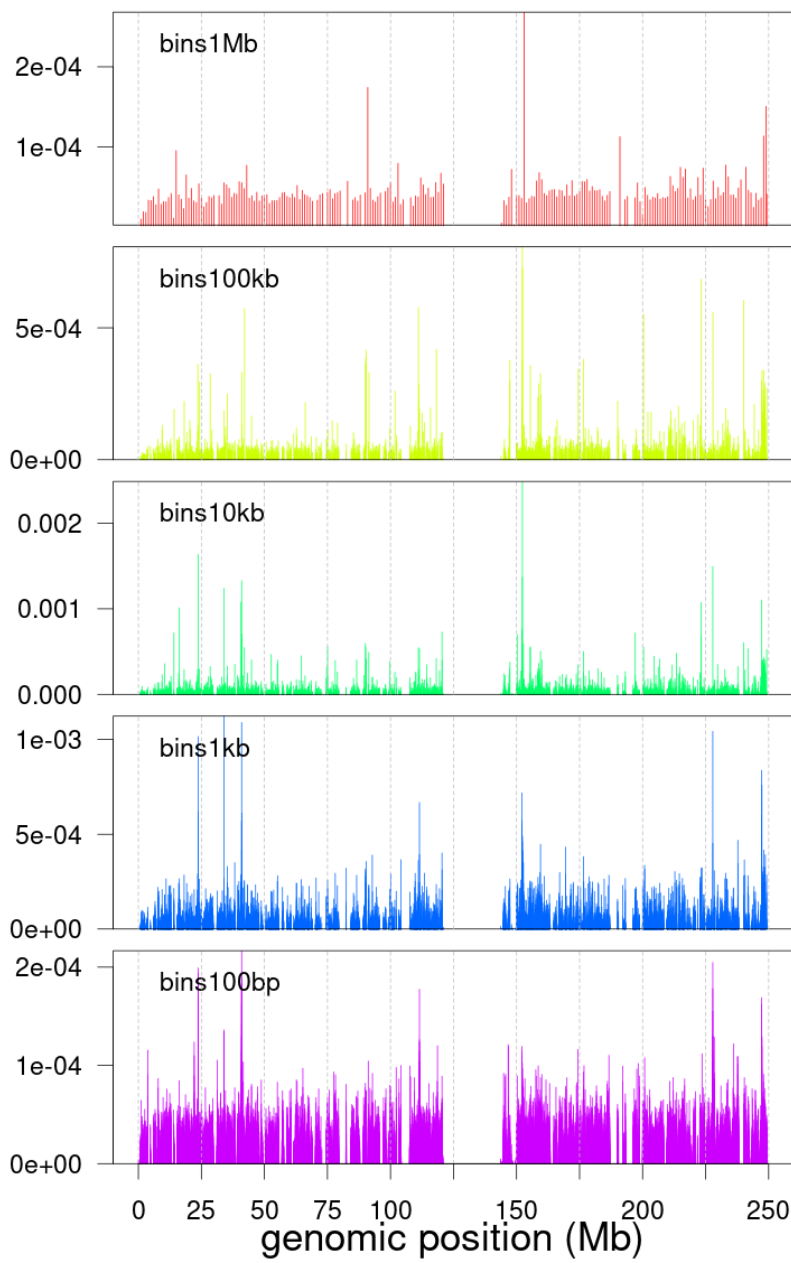 bins1Mb
2e-04
1e-04
bins100kb
5e-04
0e+00
bins10kb
0.002
0.001
0.000
bins1kb
1e-03
5e-04
0e+00
bins100bp
2e-04
1e-04
0e+00
0 25 50 75 100 150 200 250
genomic position (Mb)